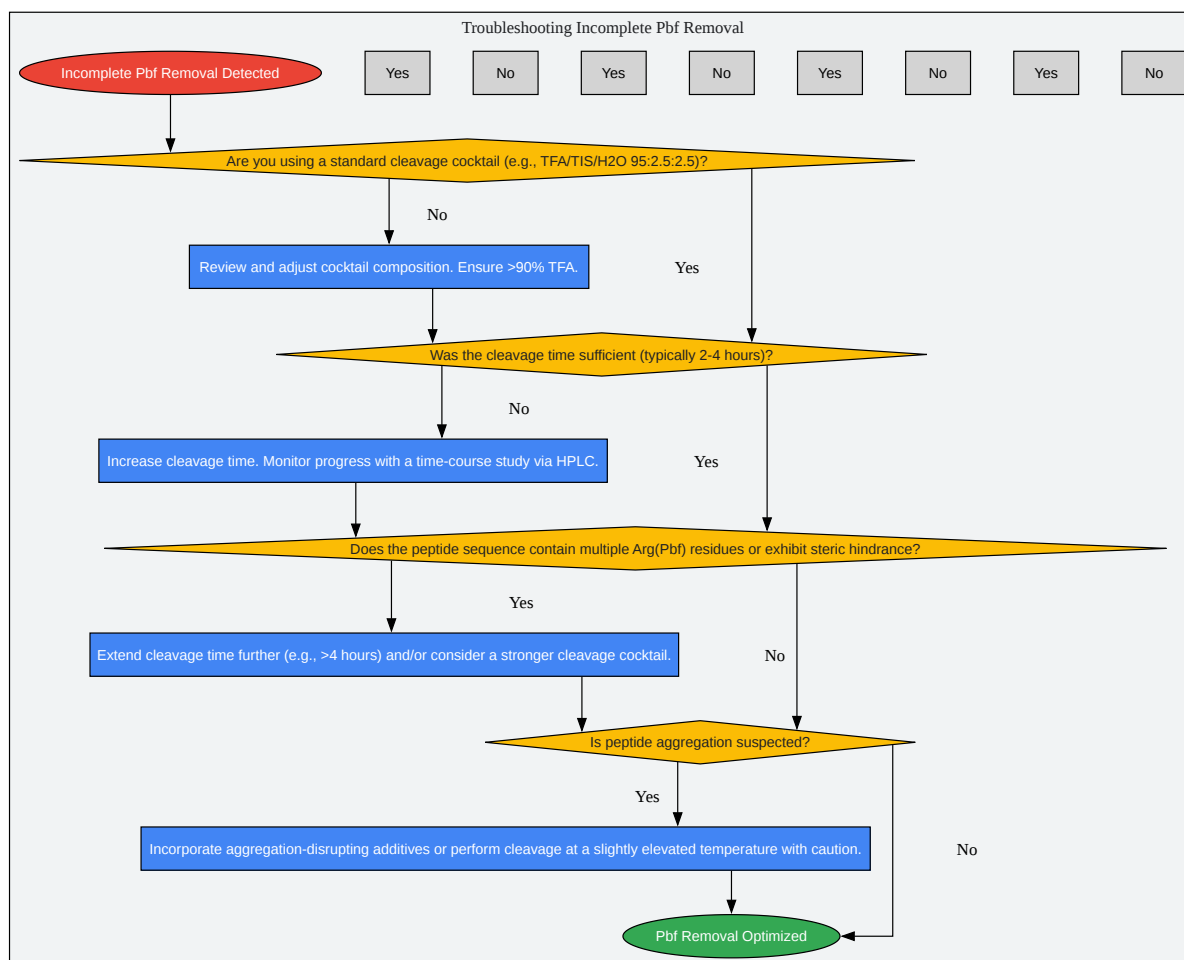 Troubleshooting Incomplete Pbf Removal
Incomplete Pbf Removal Detected
Yes
No
Yes
No
Yes
No
Yes
No
Are you using a standard cleavage cocktail (e.g., TFA/TIS/H2O 95:2.5:2.5)?
No
Review and adjust cocktail composition. Ensure >90% TFA.
Yes
Was the cleavage time sufficient (typically 2-4 hours)?
No
Increase cleavage time. Monitor progress with a time-course study via HPLC.
Yes
Does the peptide sequence contain multiple Arg(Pbf) residues or exhibit steric hindrance?
Yes
Extend cleavage time further (e.g., >4 hours) and/or consider a stronger cleavage cocktail.
No
Is peptide aggregation suspected?
Yes
Incorporate aggregation-disrupting additives or perform cleavage at a slightly elevated temperature with caution.
No
Pbf Removal Optimized